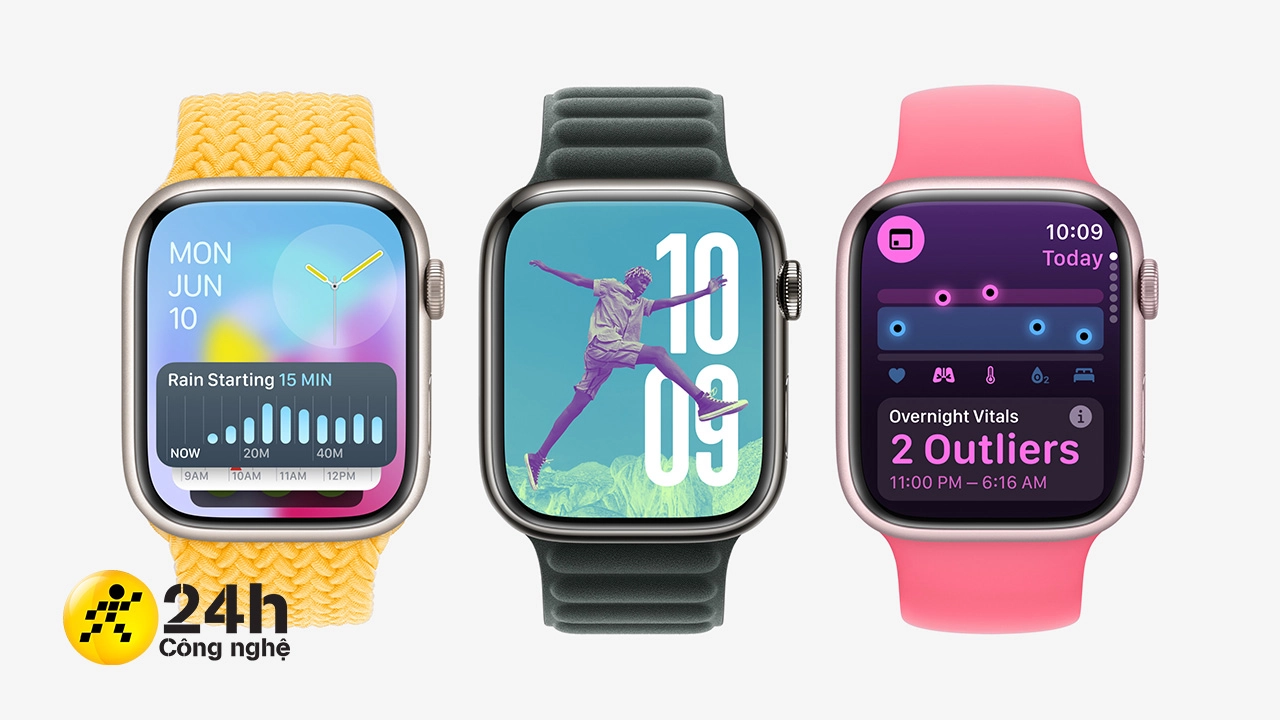 MON
JUN
10
Rain Starting 15 MIN
NOW
20M
40M
9AM
10AM
11AM
12PM
10
09
10:09
Today
O2
Overnight Vitals
i
2 Outliers
11:00 PM – 6:16 AM
24h
Công nghệ